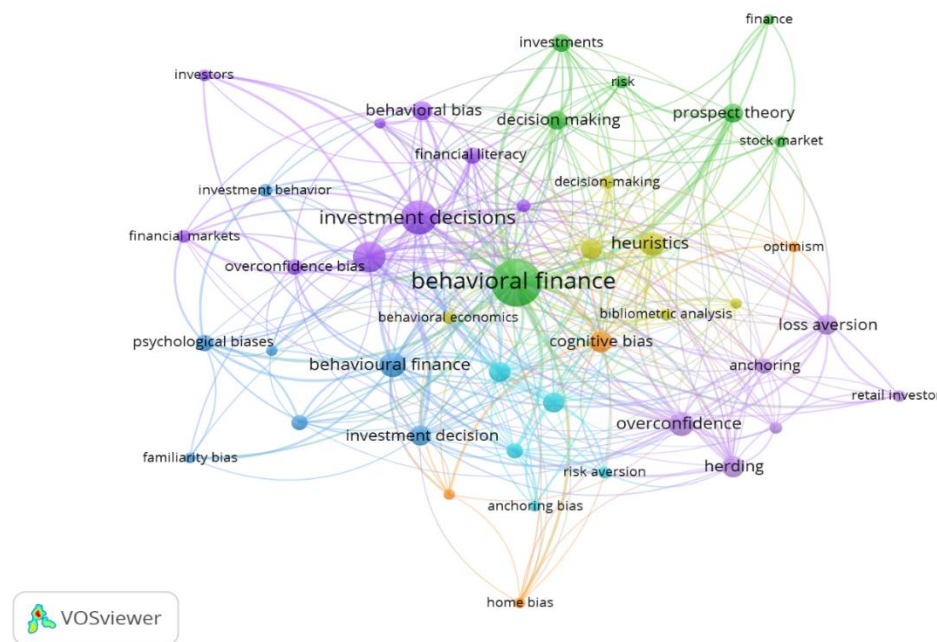 finance
investments
investors
risk
behavioral bias
prospect theory
decision making
stock market
financial literacy
decision-making
investment behavior
investment decisions
financial markets
heuristics
optimism
overconfidence bias
behavioral finance
behavioral economics
bibliometric analysis
loss aversion
psychological biases
cognitive bias
behavioural finance
anchoring
retail investor
overconfidence
investment decision
familiarity bias
risk aversion
herding
anchoring bias
home bias
VOSviewer